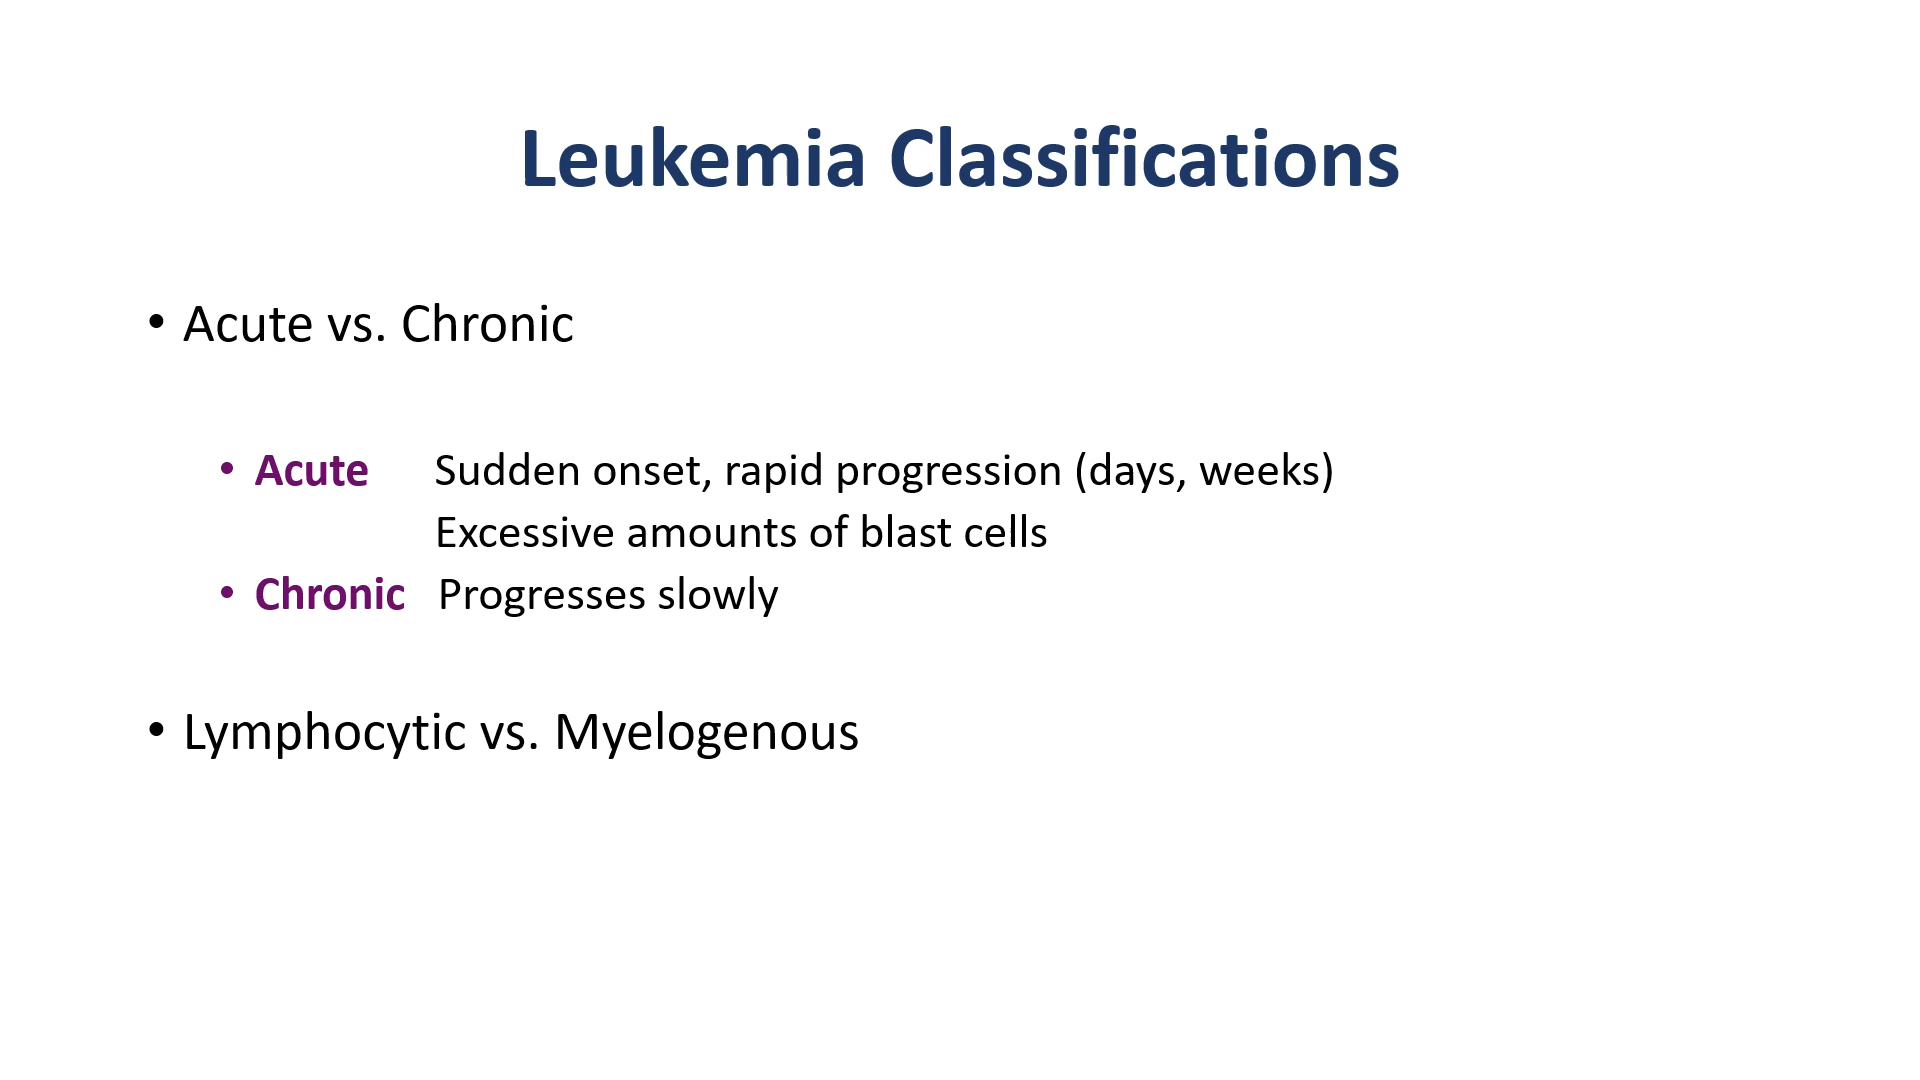 Leukemia Classifications
• Acute vs. Chronic
• Acute Sudden onset, rapid progression (days, weeks)
Excessive amounts of blast cells
• Chronic Progresses slowly
• Lymphocytic vs. Myelogenous